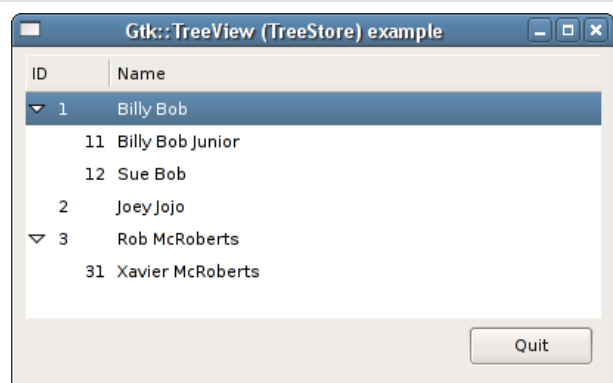 Gtk::TreeView (TreeStore) example
ID Name
1 Billy Bob
11 Billy Bob Junior
12 Sue Bob
2 Joey Jojo
3 Rob McRoberts
31 Xavier McRoberts
Quit